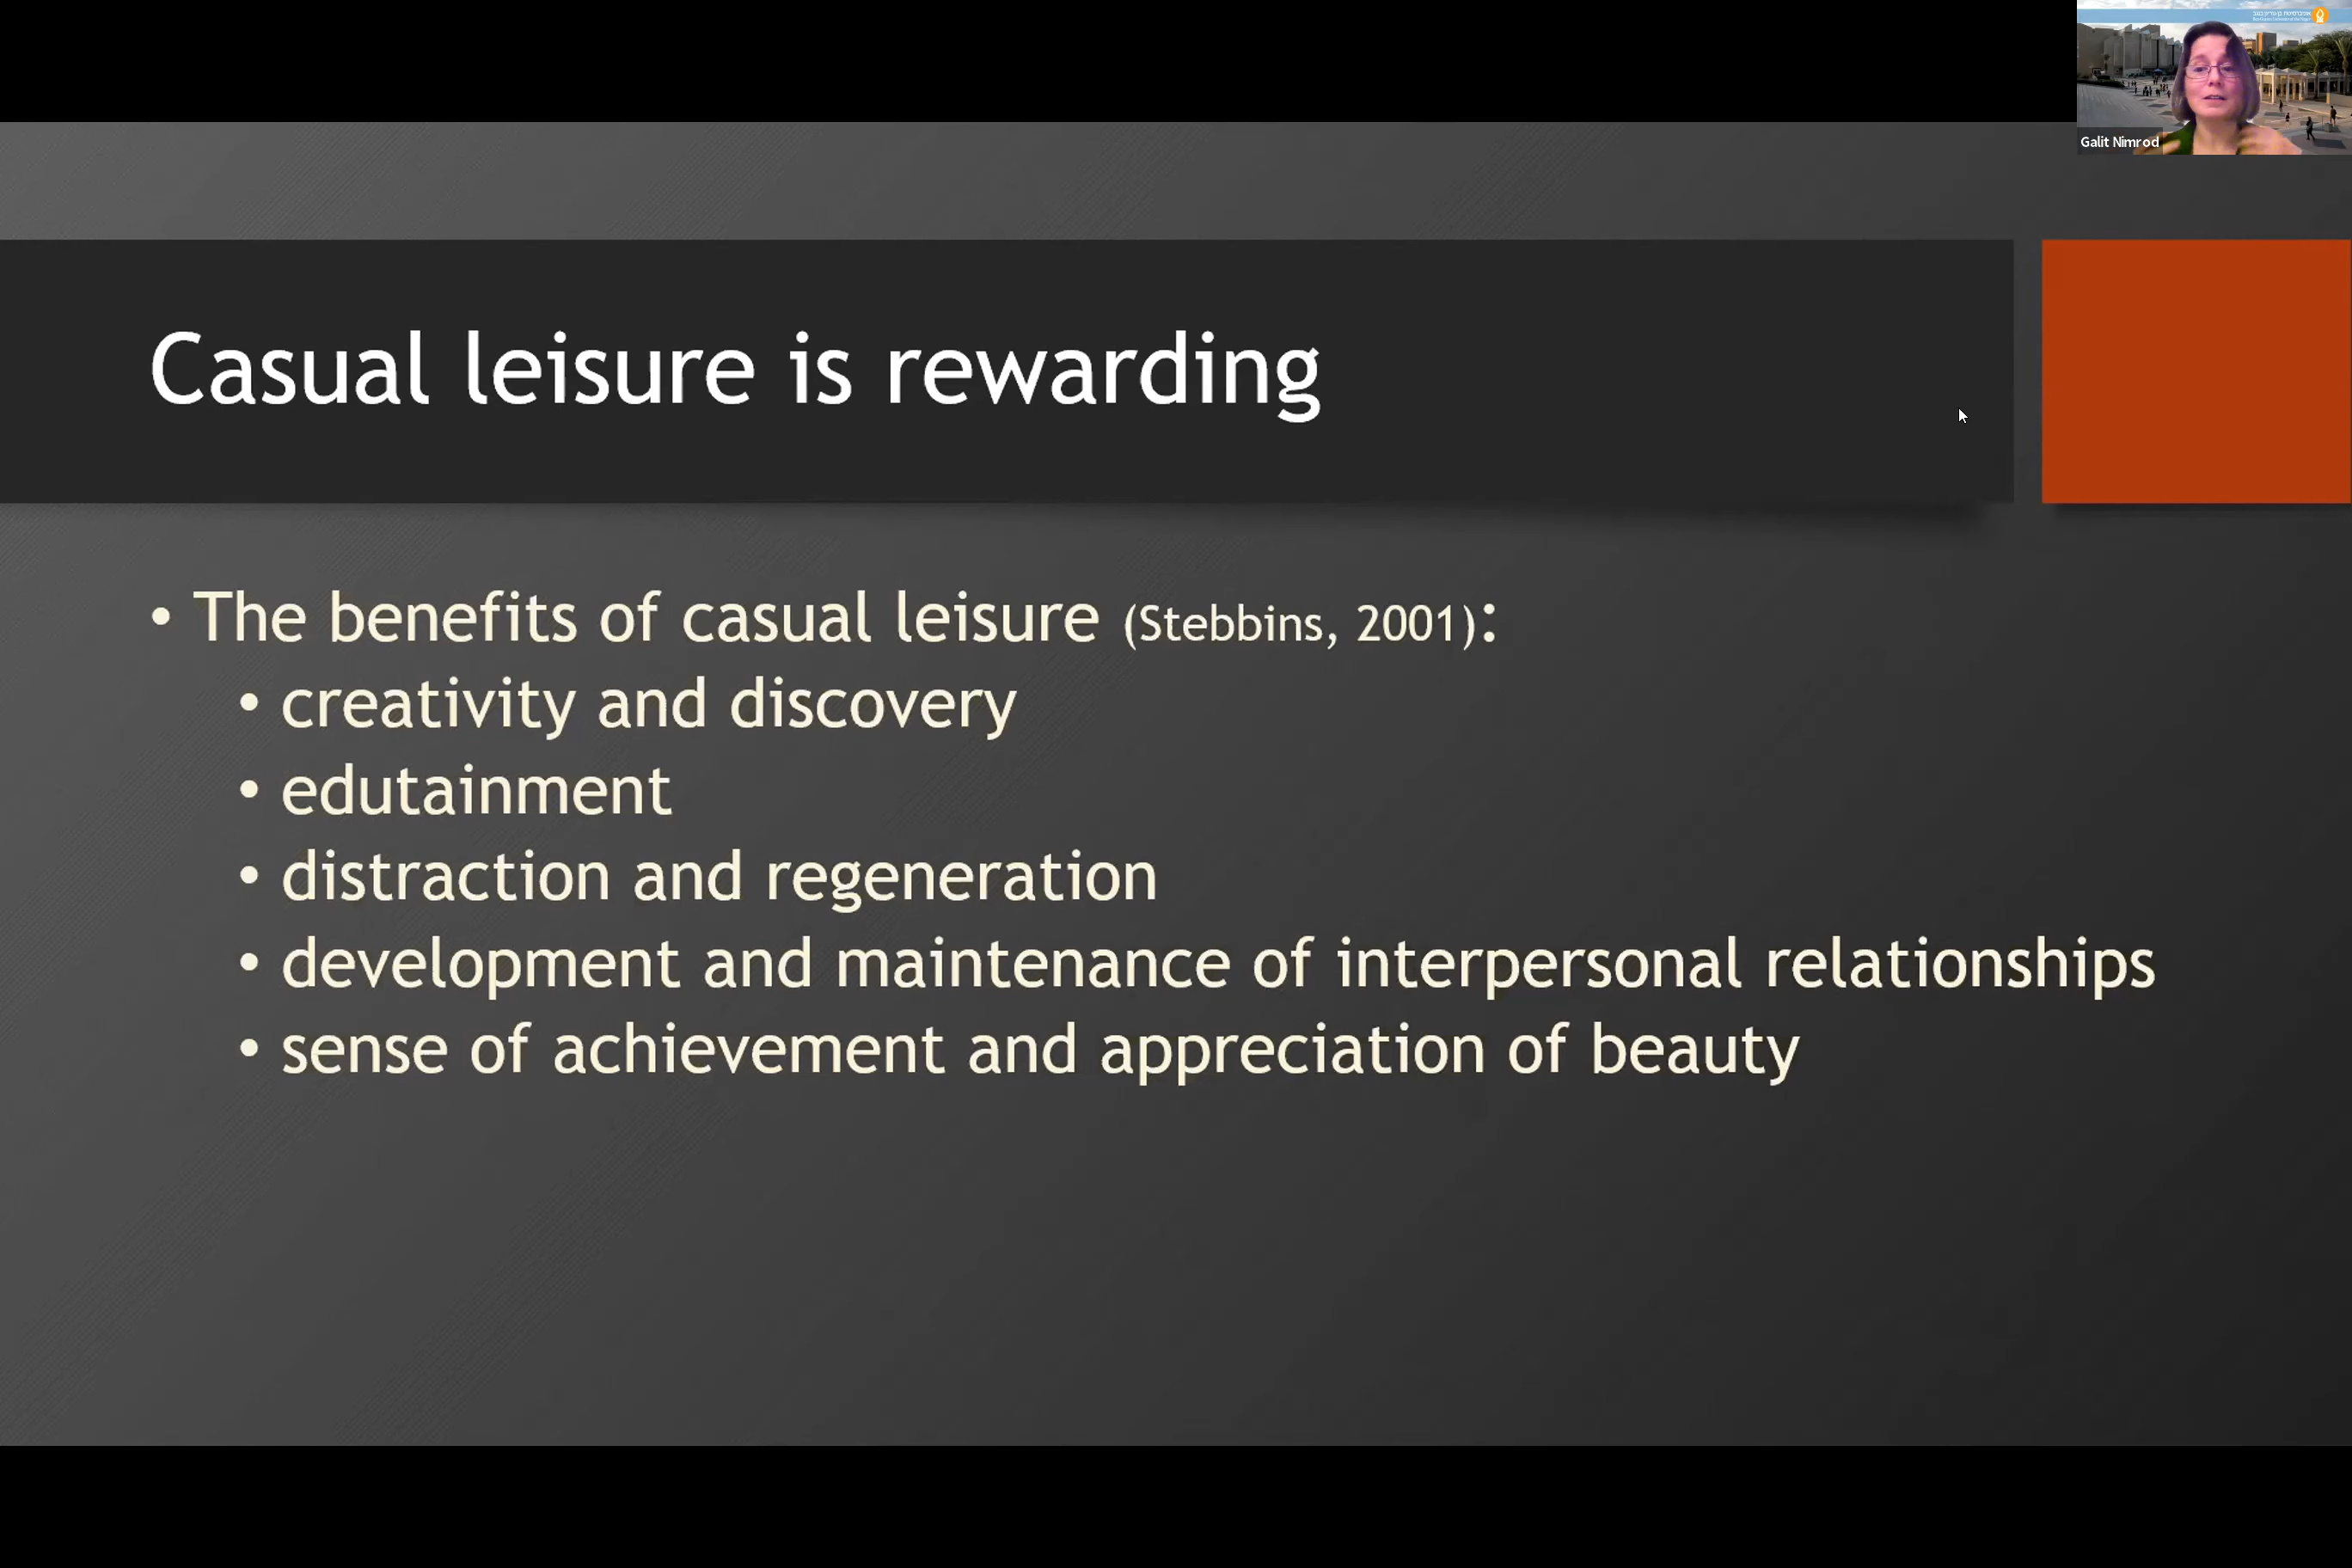 Galit Nimrod
Casual leisure is rewarding
• The benefits of casual leisure (Stebbins, 2001):
• creativity and discovery
• edutainment
• distraction and regeneration
• development and maintenance of interpersonal relationships
• sense of achievement and appreciation of beauty